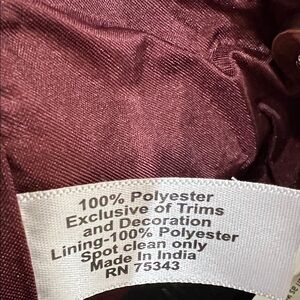 100% Polyester
Exclusive of Trims
and Decoration
Lining-100% Polyester
Spot clean only
Made In India
RN 75343